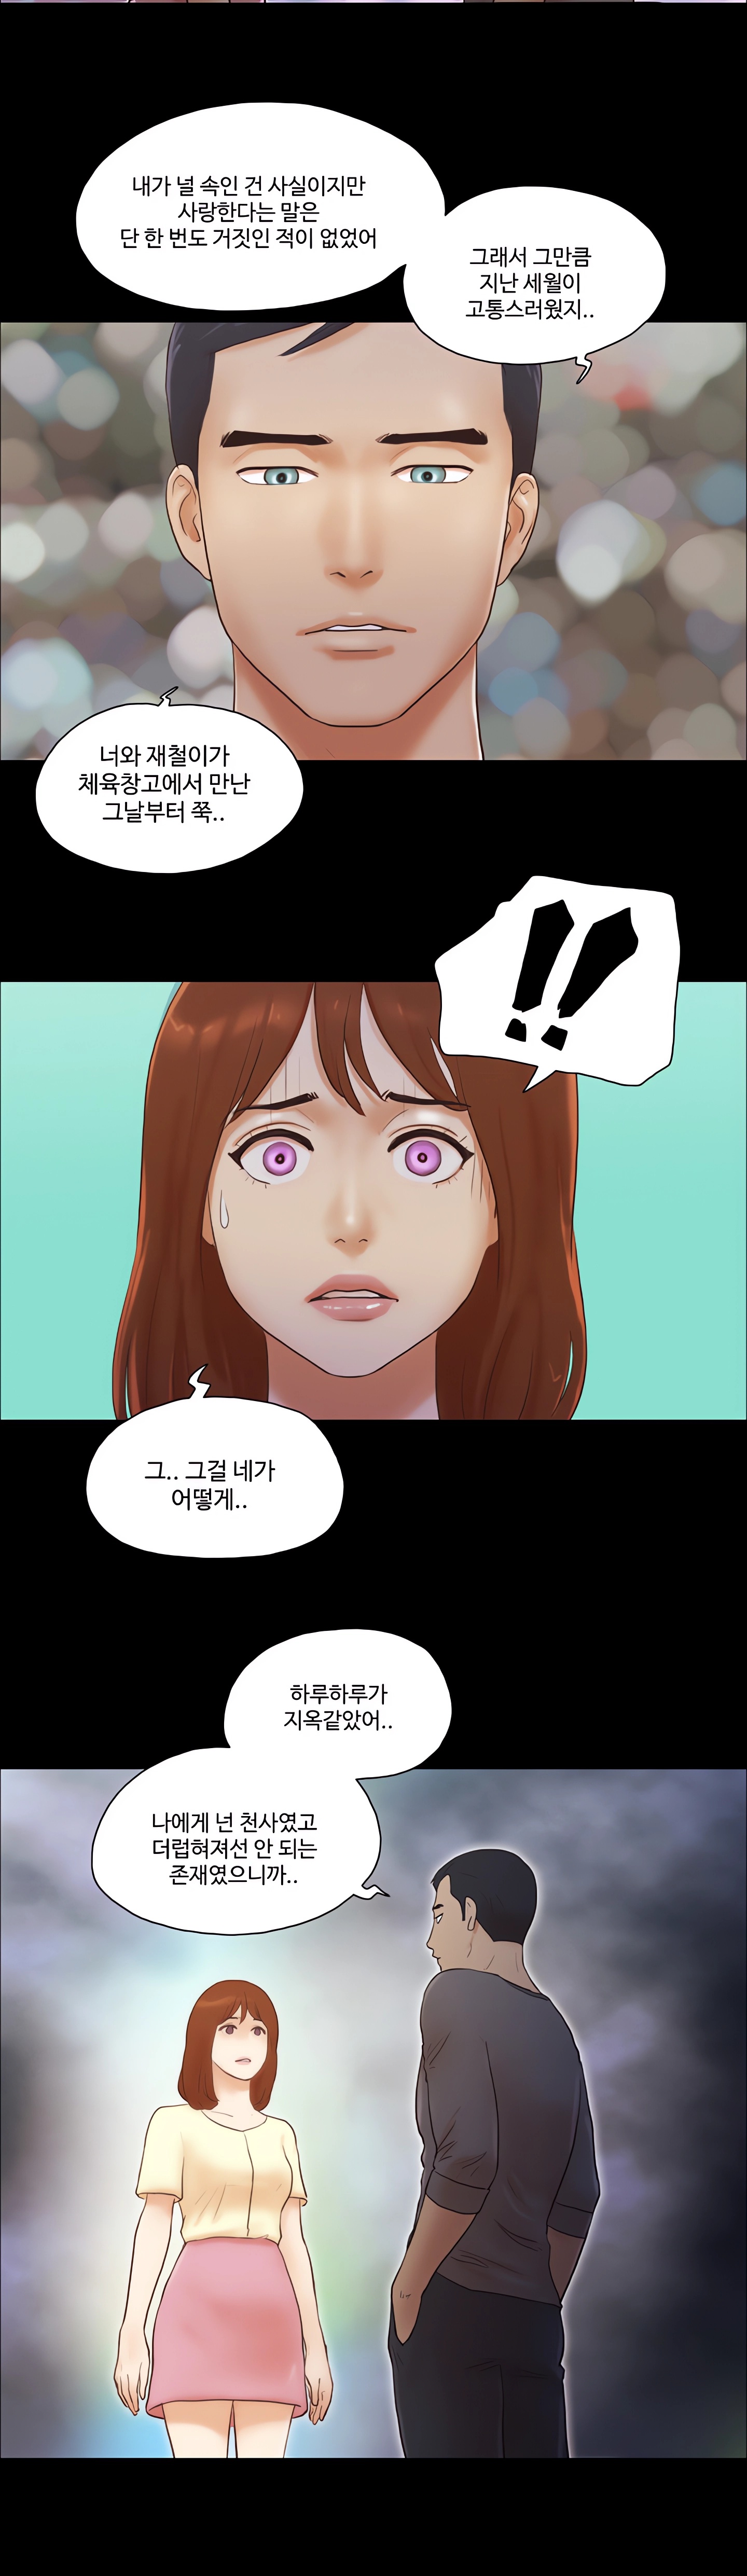 내가 널 속인 건 사실이지만
사랑한다는 말은
단 한 번도 거짓인 적이 없었어
그래서 그만큼
지난 세월이
고통스러웠지..
너와 재철이가
체육창고에서 만난
그날부터 쭉..
!!
그.. 그걸 네가
어떻게..
하루하루가
지옥같았어..
나에게 넌 천사였고
더럽혀져선 안 되는
존재였으니까..